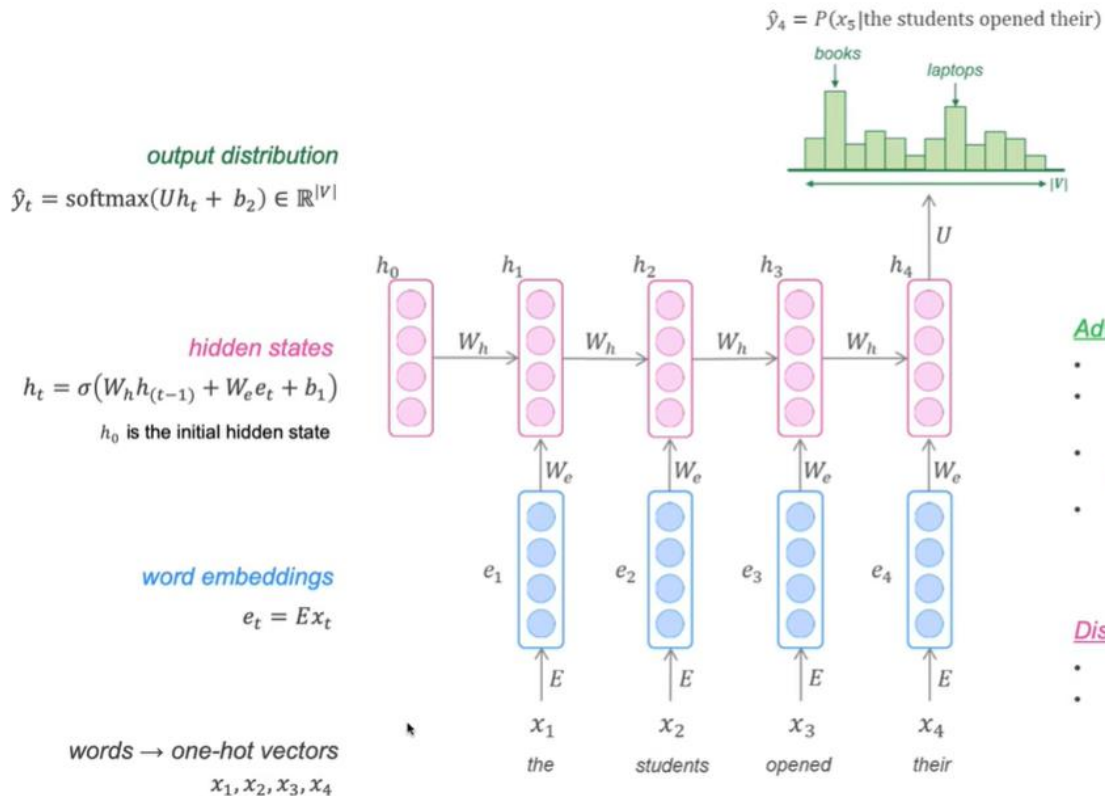 ŷ₄ = P(x₅|the students opened their)
books
laptops
|V|
output distribution
ŷₜ = softmax(Uhₜ + b₂) ∈ ℝ^|V|
U
h₀ h₁ h₂ h₃ h₄
Wₕ Wₕ Wₕ Wₕ
hidden states
hₜ = σ(Wₕh₍ₜ₋₁₎ + Wₑeₜ + b₁)
h₀ is the initial hidden state
Ad
•
•
•
•
Wₑ Wₑ Wₑ Wₑ
word embeddings
eₜ = Exₜ
e₁ e₂ e₃ e₄
Dis
•
•
E E E E
words → one-hot vectors
x₁, x₂, x₃, x₄
x₁ x₂ x₃ x₄
the students opened their